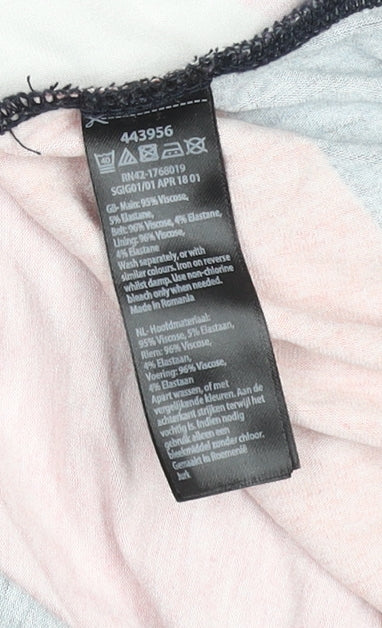 443956
40
RN42-1768019
SGIG01/01 APR 18 01
GB- Main: 95% Viscose,
5% Elastane,
Belt: 96% Viscose, 4% Elastane,
Lining: 96% Viscose,
4% Elastane
Wash separately, or with
similar colours. Iron on reverse
whilst damp. Use non-chlorine
bleach only when needed.
Made in Romania
NL- Hoofdmateriaal:
95% Viscose, 5% Elastaan,
Riem: 96% Viscose,
4% Elastaan,
Voering: 96% Viscose,
4% Elastaan
Apart wassen, of met
vergelijkende kleuren. Aan de
achterkant strijken terwijl het
vochtig is. Indien nodig
gebruik alleen een
bleekmiddel zonder chloor.
Gemaakt in Roemenië
Jurk